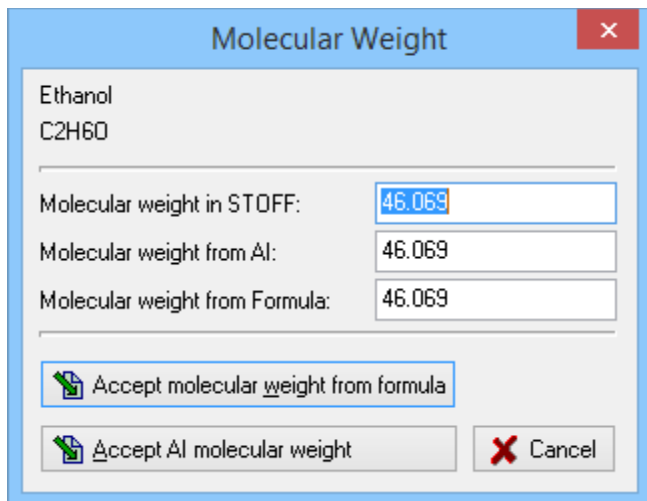 Molecular Weight
Ethanol
C2H6O
Molecular weight in STOFF: 46.069
Molecular weight from AI: 46.069
Molecular weight from Formula: 46.069
Accept molecular weight from formula
Accept AI molecular weight Cancel